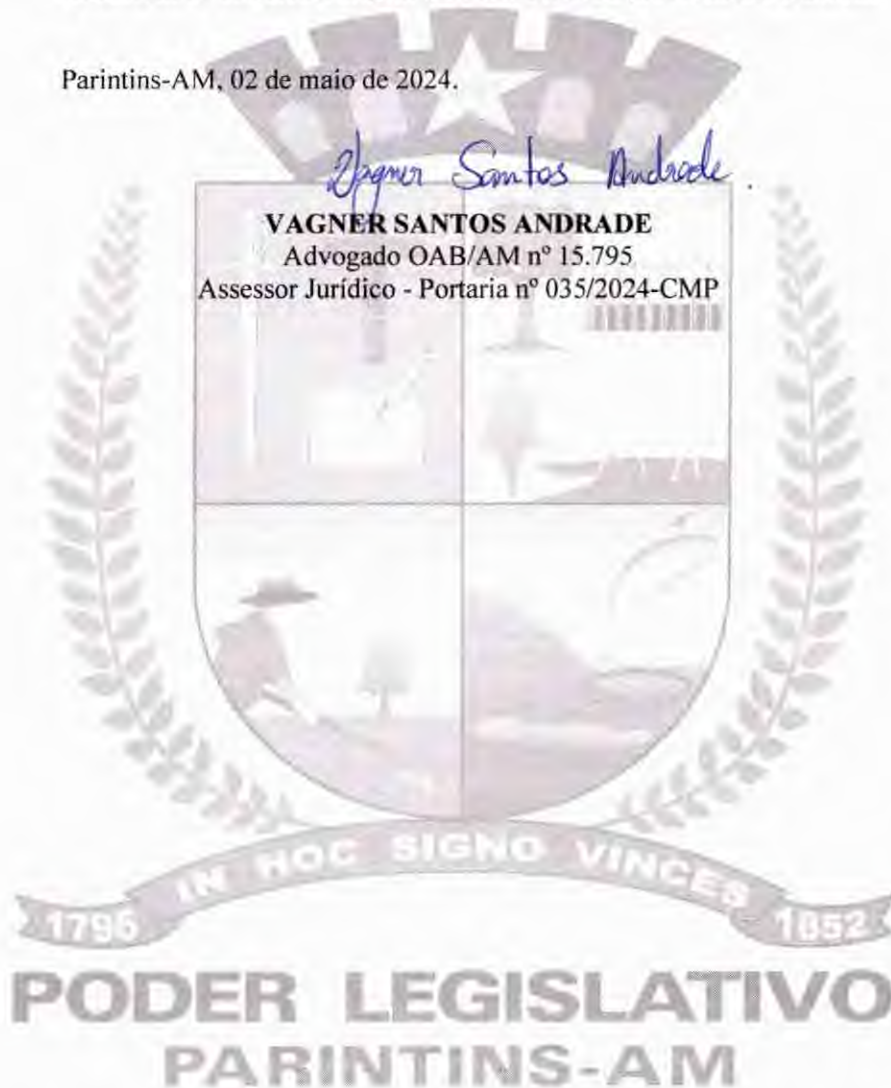 Parintins-AM, 02 de maio de 2024.
Vagner Santos Andrade
VAGNER SANTOS ANDRADE
Advogado OAB/AM nº 15.795
Assessor Jurídico - Portaria nº 035/2024-CMP
IN HOC SIGNO VINCES
1796
1852
PODER LEGISLATIVO
PARINTINS-AM